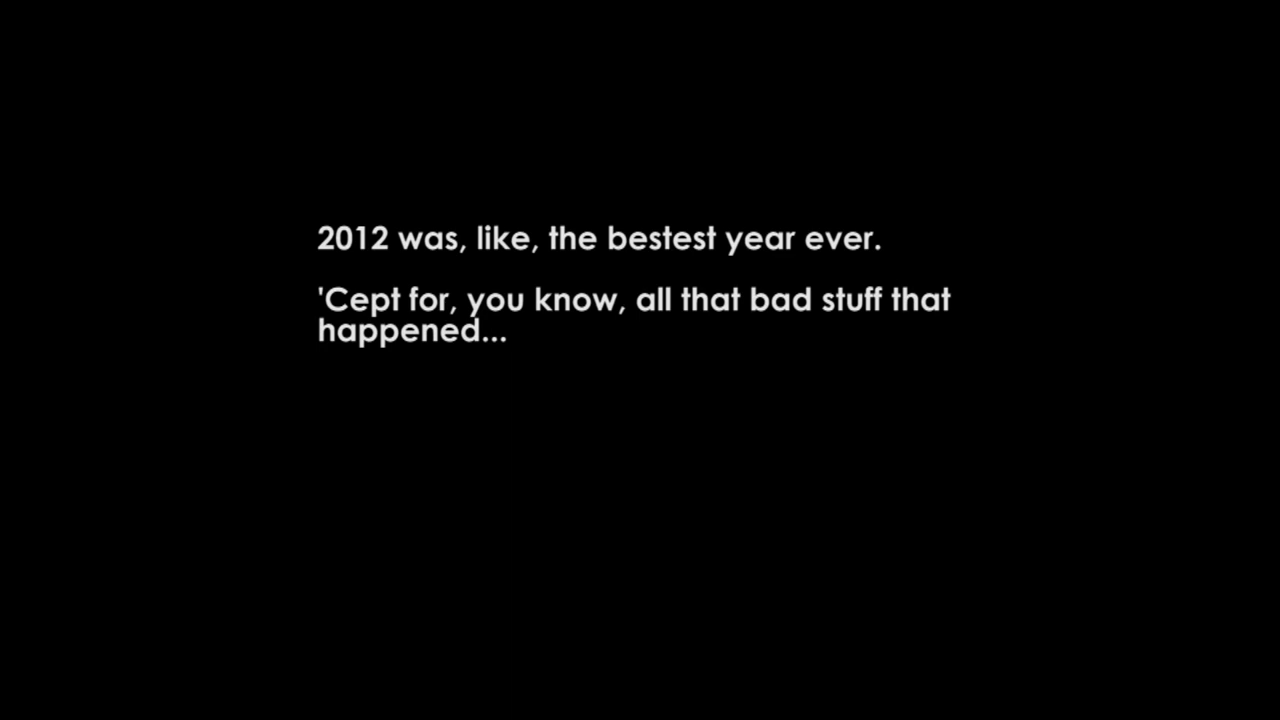 2012 was, like, the bestest year ever.
'Cept for, you know, all that bad stuff that
happened...